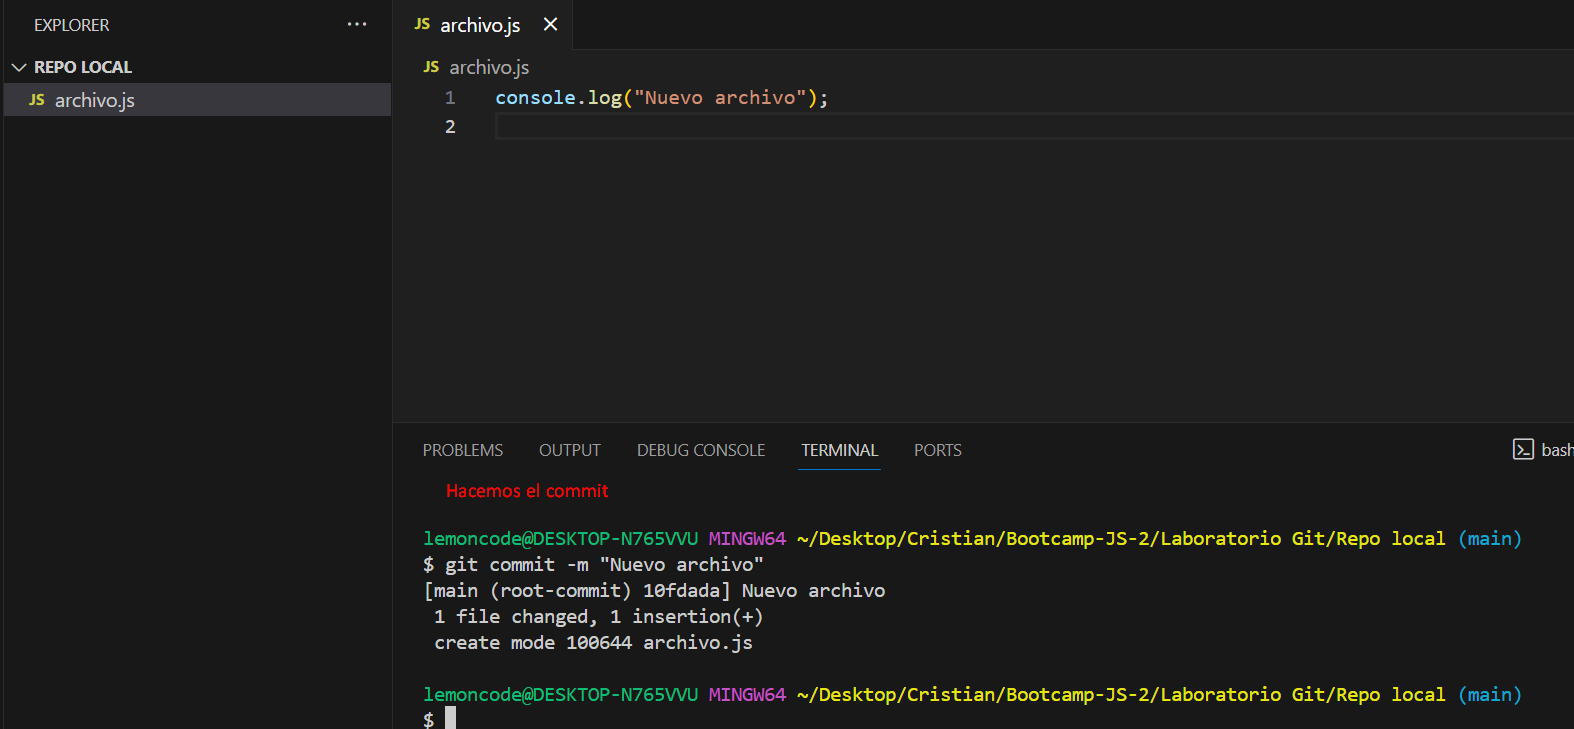 EXPLORER ···
JS archivo.js ×
REPO LOCAL
JS archivo.js
JS archivo.js
1 console.log("Nuevo archivo");
2
PROBLEMS OUTPUT DEBUG CONSOLE TERMINAL PORTS bash
Hacemos el commit
lemoncode@DESKTOP-N765VVU MINGW64 ~/Desktop/Cristian/Bootcamp-JS-2/Laboratorio Git/Repo local (main)
$ git commit -m "Nuevo archivo"
[main (root-commit) 10fdada] Nuevo archivo
1 file changed, 1 insertion(+)
create mode 100644 archivo.js
lemoncode@DESKTOP-N765VVU MINGW64 ~/Desktop/Cristian/Bootcamp-JS-2/Laboratorio Git/Repo local (main)
$